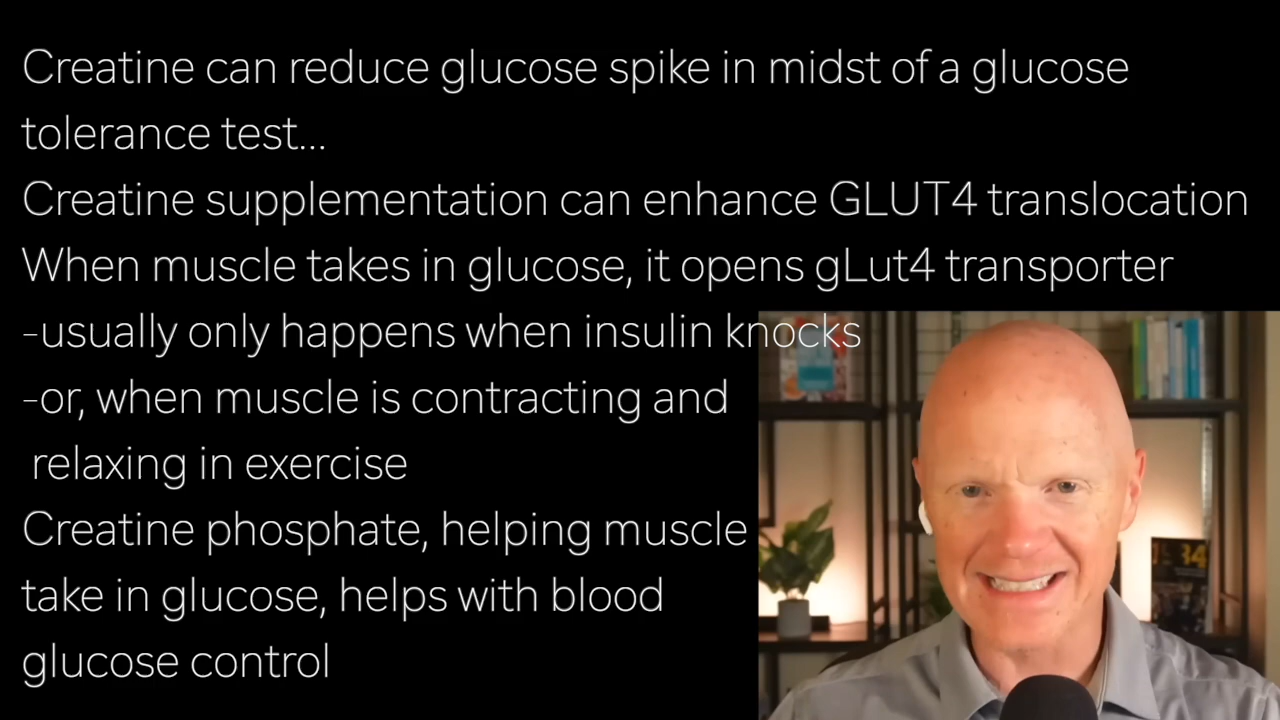 Creatine can reduce glucose spike in midst of a glucose
tolerance test...
Creatine supplementation can enhance GLUT4 translocation
When muscle takes in glucose, it opens gLut4 transporter
-usually only happens when insulin knocks
-or, when muscle is contracting and
relaxing in exercise
Creatine phosphate, helping muscle
take in glucose, helps with blood
glucose control